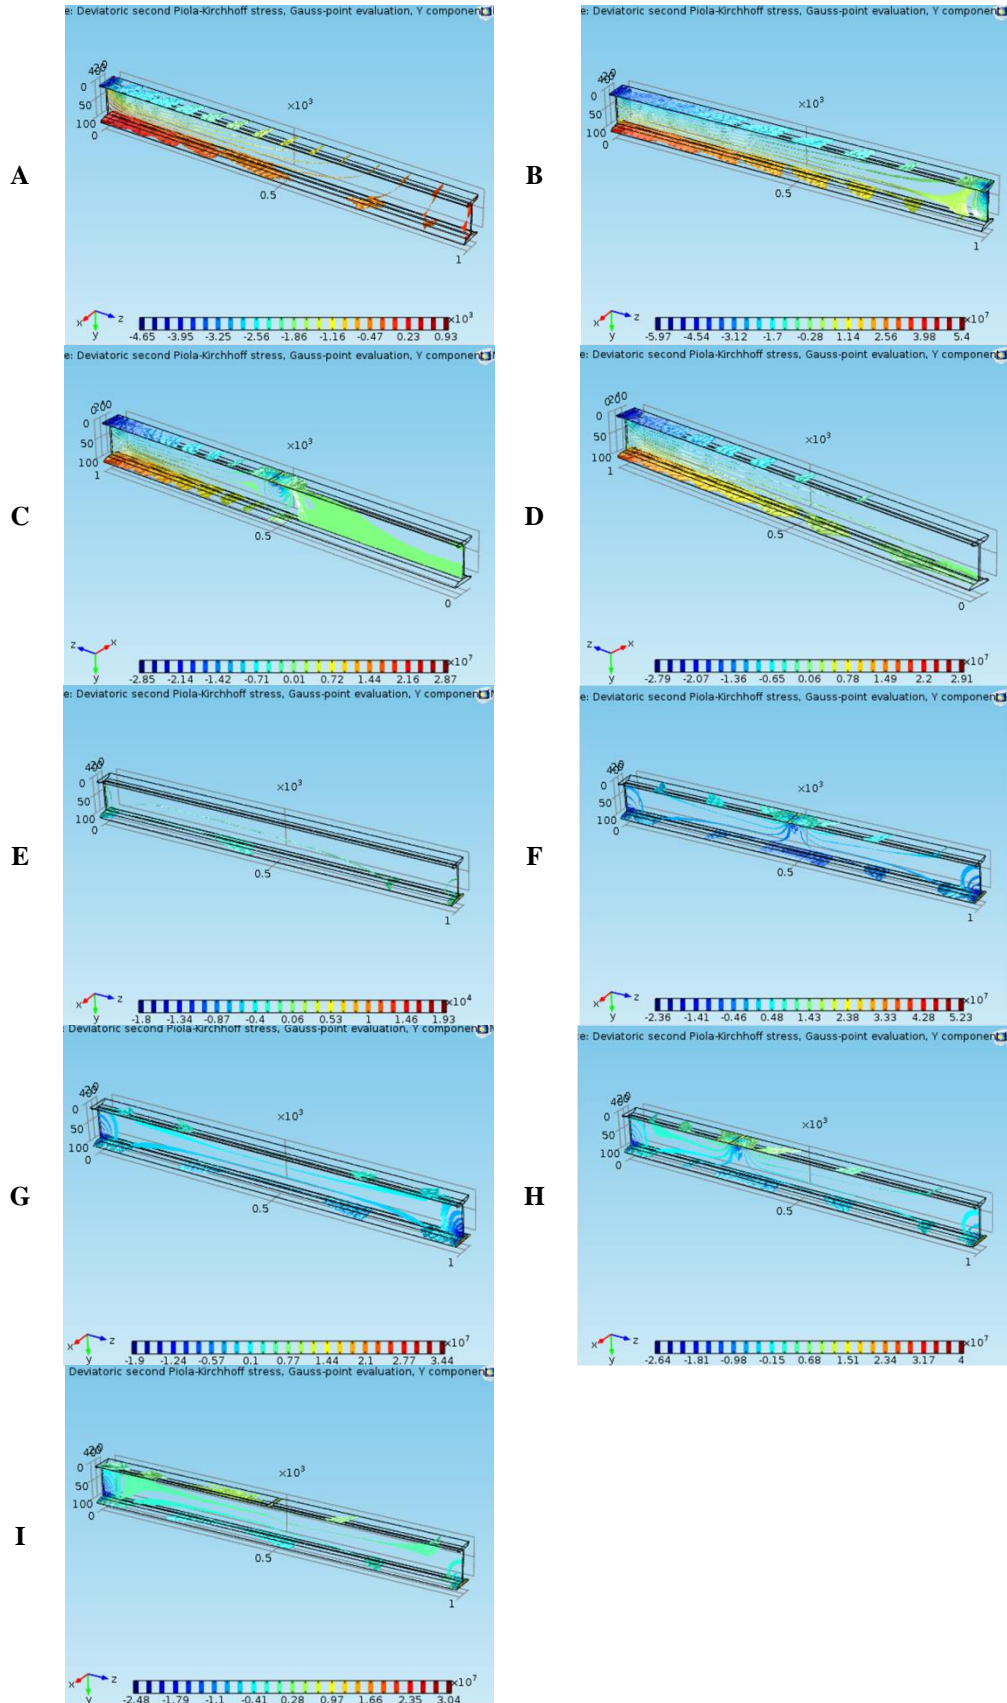 A
e: Deviatoric second Piola-Kirchhoff stress, Gauss-point evaluation, Y component
0
50
100
0
×10³
0.5
1
x y z
×10³
-4.65 -3.95 -3.25 -2.56 -1.86 -1.16 -0.47 0.23 0.93
B
e: Deviatoric second Piola-Kirchhoff stress, Gauss-point evaluation, Y component
0
50
100
0
×10³
0.5
1
x y z
×10⁷
-5.97 -4.54 -3.12 -1.7 -0.28 1.14 2.56 3.98 5.4
C
e: Deviatoric second Piola-Kirchhoff stress, Gauss-point evaluation, Y component
0
50
100
1
×10³
0.5
0
z x y
×10⁷
-2.85 -2.14 -1.42 -0.71 0.01 0.72 1.44 2.16 2.87
D
e: Deviatoric second Piola-Kirchhoff stress, Gauss-point evaluation, Y component
0
50
100
1
×10³
0.5
0
z x y
×10⁷
-2.79 -2.07 -1.36 -0.65 0.06 0.78 1.49 2.2 2.91
E
e: Deviatoric second Piola-Kirchhoff stress, Gauss-point evaluation, Y component
0
50
100
0
×10³
0.5
1
x y z
×10⁴
-1.8 -1.34 -0.87 -0.4 0.06 0.53 1 1.46 1.93
F
e: Deviatoric second Piola-Kirchhoff stress, Gauss-point evaluation, Y component
0
50
100
0
×10³
0.5
1
x y z
×10⁷
-2.36 -1.41 -0.46 0.48 1.43 2.38 3.33 4.28 5.23
G
: Deviatoric second Piola-Kirchhoff stress, Gauss-point evaluation, Y component
0
50
100
0
×10³
0.5
1
x y z
×10⁷
-1.9 -1.24 -0.57 0.1 0.77 1.44 2.1 2.77 3.44
H
e: Deviatoric second Piola-Kirchhoff stress, Gauss-point evaluation, Y component
0
50
100
0
×10³
0.5
1
x y z
×10⁷
-2.64 -1.81 -0.98 -0.15 0.68 1.51 2.34 3.17 4
I
Deviatoric second Piola-Kirchhoff stress, Gauss-point evaluation, Y component
0
50
100
0
×10³
0.5
1
x y z
×10⁷
-2.48 -1.79 -1.1 -0.41 0.28 0.97 1.66 2.35 3.04